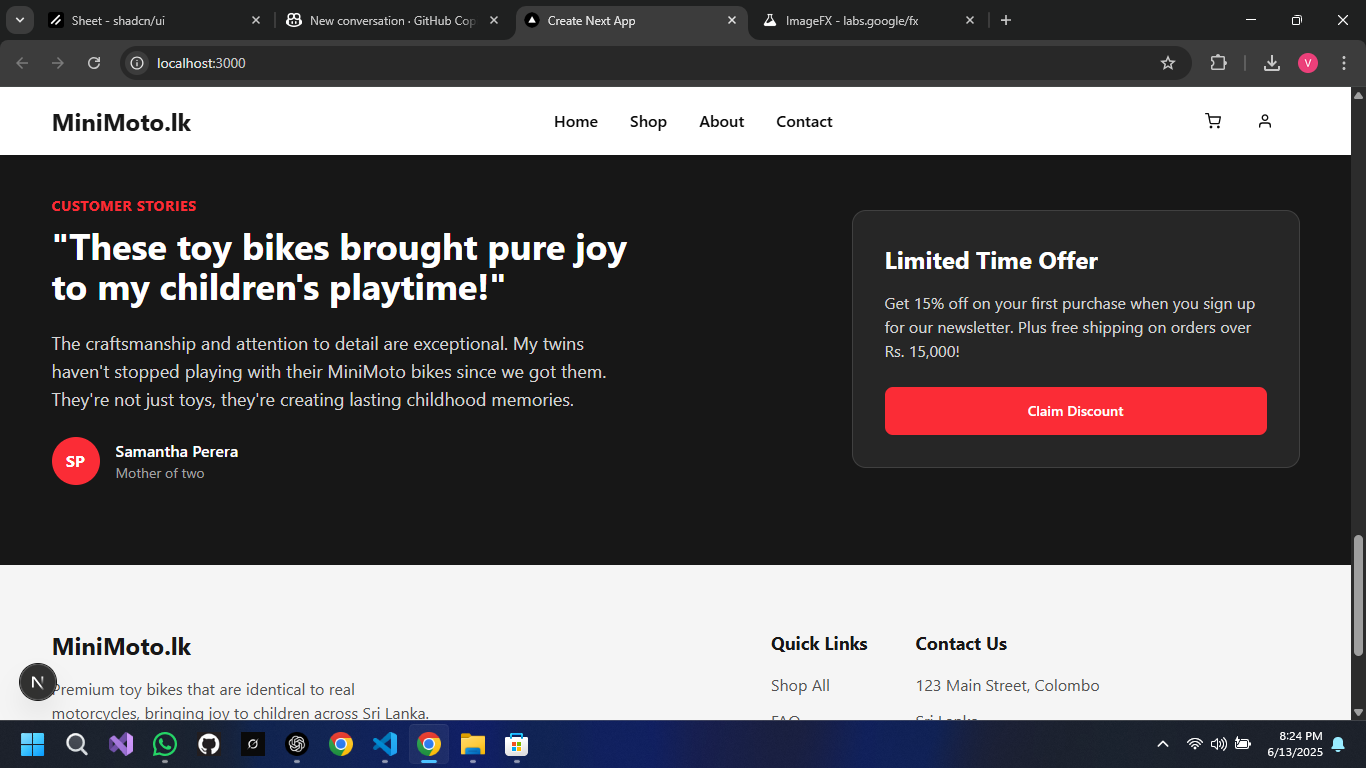 Sheet - shadcn/ui
New conversation · GitHub Cop
Create Next App
ImageFX - labs.google/fx
localhost:3000
V
MiniMoto.lk
Home
Shop
About
Contact
CUSTOMER STORIES
"These toy bikes brought pure joy
to my children's playtime!"
The craftsmanship and attention to detail are exceptional. My twins
haven't stopped playing with their MiniMoto bikes since we got them.
They're not just toys, they're creating lasting childhood memories.
SP
Samantha Perera
Mother of two
Limited Time Offer
Get 15% off on your first purchase when you sign up
for our newsletter. Plus free shipping on orders over
Rs. 15,000!
Claim Discount
MiniMoto.lk
Premium toy bikes that are identical to real
motorcycles, bringing joy to children across Sri Lanka.
N
Quick Links
Shop All
FAQ
Contact Us
123 Main Street, Colombo
Sri Lanka
8:24 PM
6/13/2025